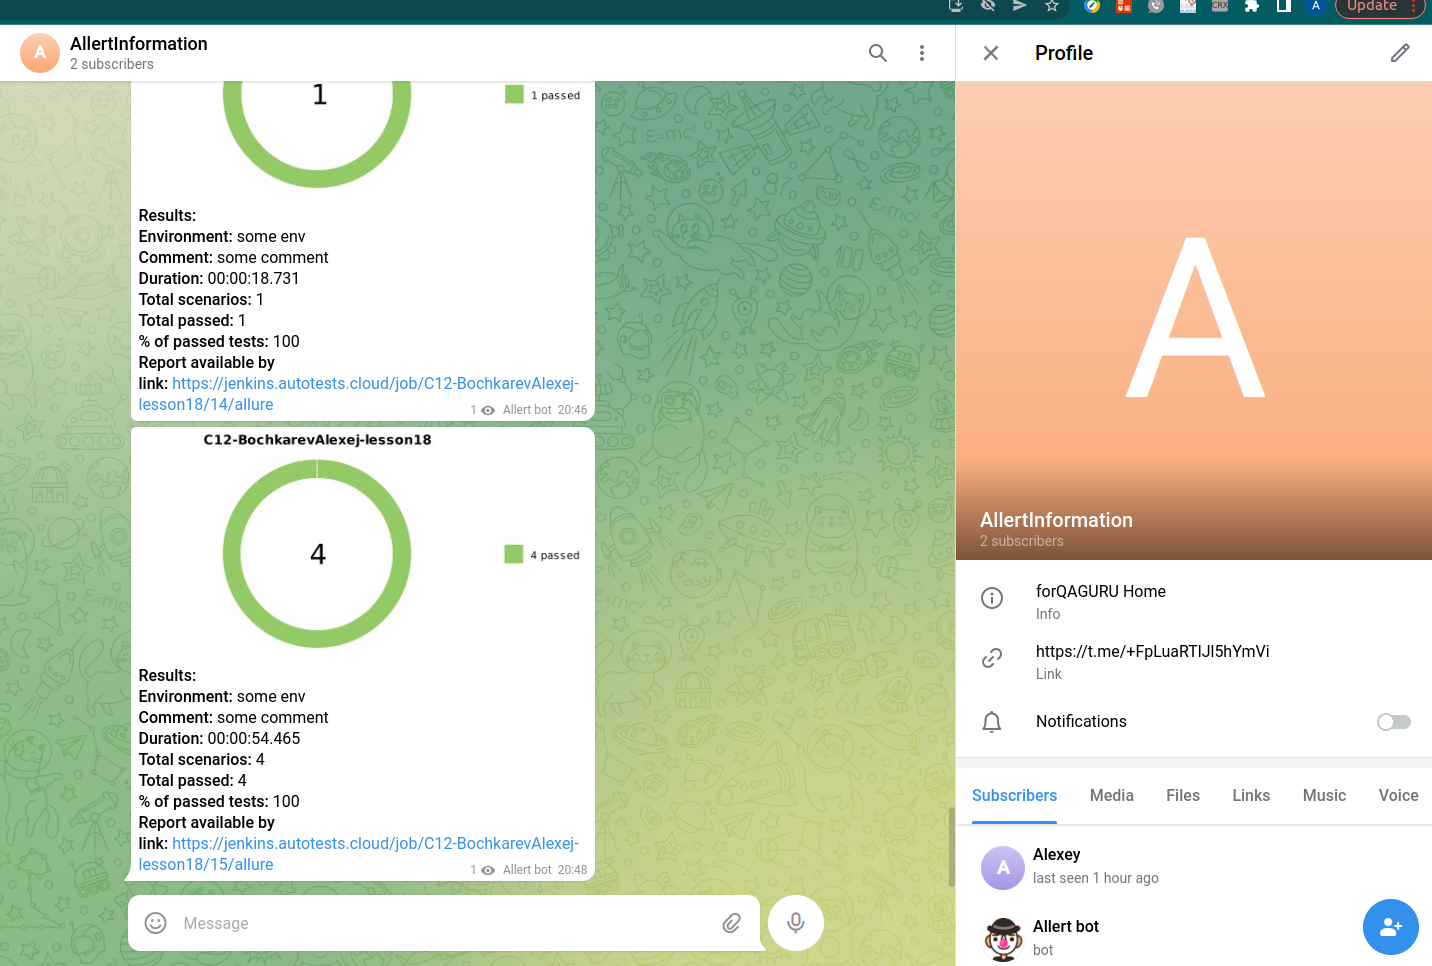 CRX
A
Update
A
AllertInformation
2 subscribers
1
1 passed
Results:
Environment: some env
Comment: some comment
Duration: 00:00:18.731
Total scenarios: 1
Total passed: 1
% of passed tests: 100
Report available by
link: https://jenkins.autotests.cloud/job/C12-BochkarevAlexej-
lesson18/14/allure
1 Allert bot 20:46
C12-BochkarevAlexej-lesson18
4
4 passed
Results:
Environment: some env
Comment: some comment
Duration: 00:00:54.465
Total scenarios: 4
Total passed: 4
% of passed tests: 100
Report available by
link: https://jenkins.autotests.cloud/job/C12-BochkarevAlexej-
lesson18/15/allure
1 Allert bot 20:48
Message
Profile
A
AllertInformation
2 subscribers
forQAGURU Home
Info
https://t.me/+FpLuaRTlJl5hYmVi
Link
Notifications
Subscribers Media Files Links Music Voice
A
Alexey
last seen 1 hour ago
Allert bot
bot